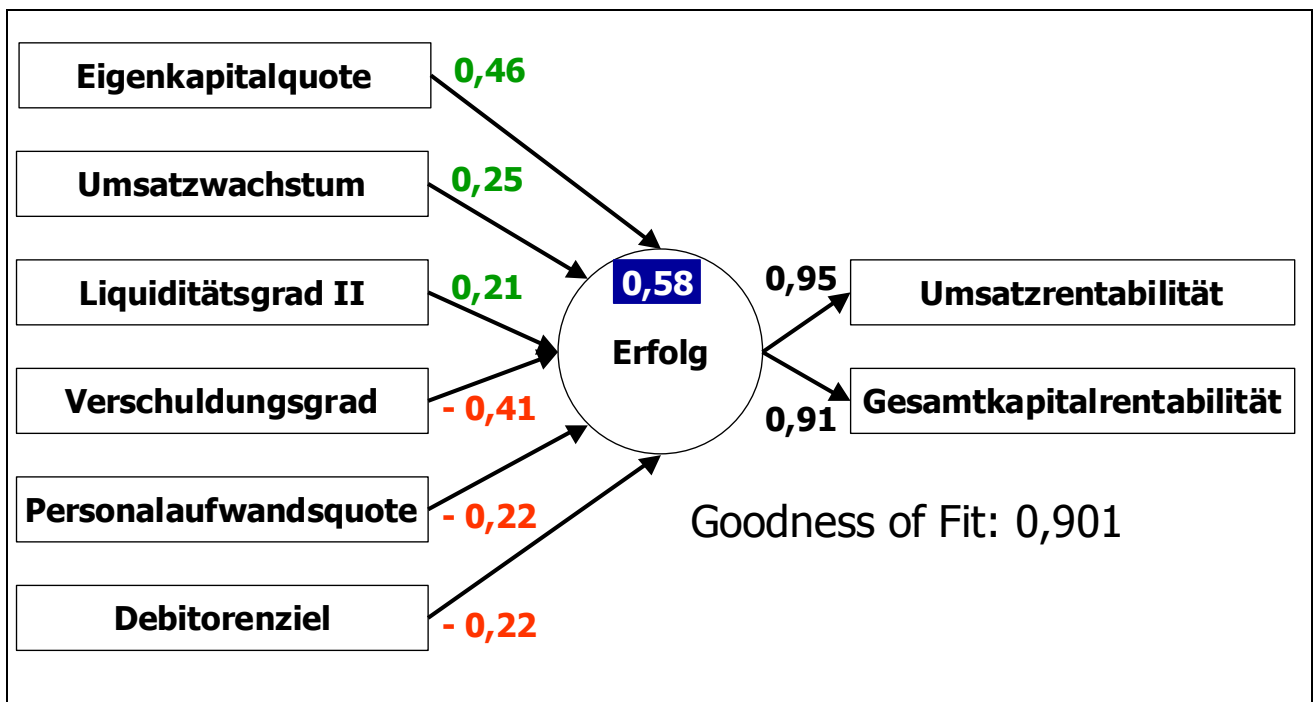 Eigenkapitalquote
0,46
Umsatzwachstum
0,25
Liquiditätsgrad II
0,21
Verschuldungsgrad
- 0,41
Personalaufwandsquote
- 0,22
Debitorenziel
- 0,22
0,58
Erfolg
0,95
Umsatzrentabilität
0,91
Gesamtkapitalrentabilität
Goodness of Fit: 0,901